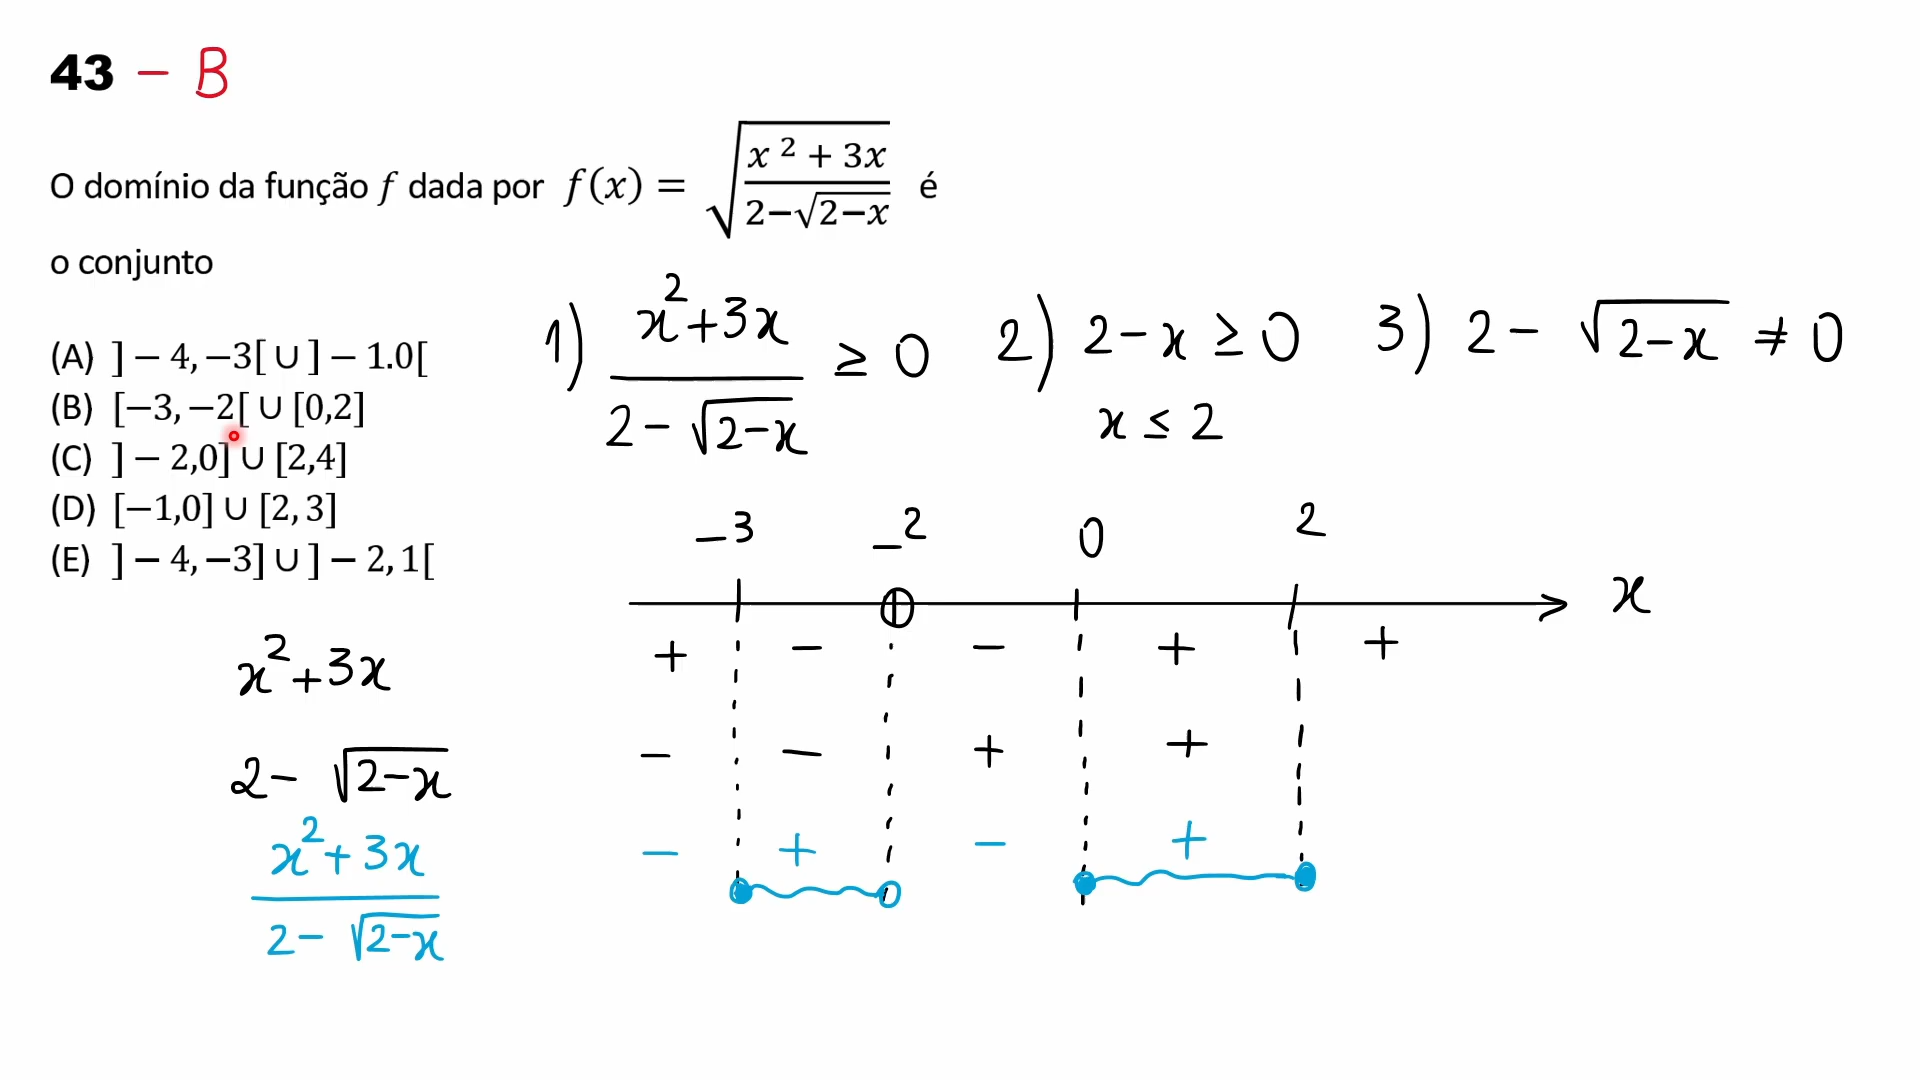 43 - B
O domínio da função f dada por f(x) = √((x² + 3x)/(2−√(2−x))) é
o conjunto
(A) ]− 4, −3[ ∪ ] − 1.0[
(B) [−3, −2[ ∪ [0,2]
(C) ]− 2,0] ∪ [2,4]
(D) [−1,0] ∪ [2, 3]
(E) ]− 4, −3] ∪ ] − 2, 1[
1) (x²+3x)/(2−√(2−x)) ≥ 0
2) 2−x ≥ 0
x ≤ 2
3) 2 − √(2−x) ≠ 0
−3 −2 0 2
x
x²+3x + − − + +
2− √(2−x) − − + +
(x²+3x)/(2− √(2−x)) − + − +